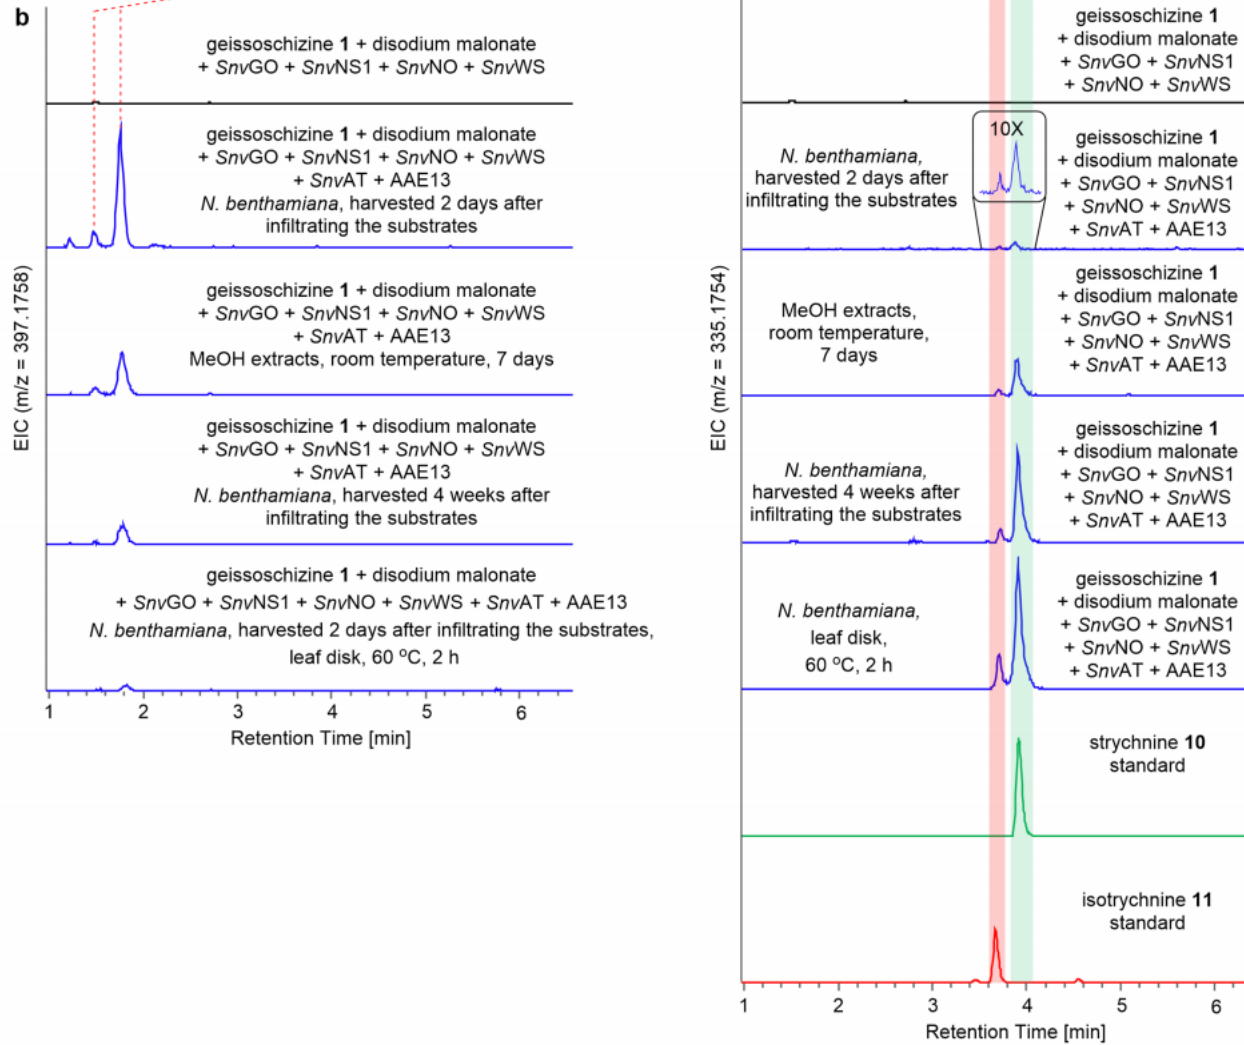 b
geissoschizine 1 + disodium malonate
+ SnvGO + SnvNS1 + SnvNO + SnvWS
geissoschizine 1 + disodium malonate
+ SnvGO + SnvNS1 + SnvNO + SnvWS
+ SnvAT + AAE13
N. benthamiana, harvested 2 days after
infiltrating the substrates
geissoschizine 1 + disodium malonate
+ SnvGO + SnvNS1 + SnvNO + SnvWS
+ SnvAT + AAE13
MeOH extracts, room temperature, 7 days
geissoschizine 1 + disodium malonate
+ SnvGO + SnvNS1 + SnvNO + SnvWS
+ SnvAT + AAE13
N. benthamiana, harvested 4 weeks after
infiltrating the substrates
geissoschizine 1 + disodium malonate
+ SnvGO + SnvNS1 + SnvNO + SnvWS + SnvAT + AAE13
N. benthamiana, harvested 2 days after infiltrating the substrates,
leaf disk, 60 °C, 2 h
EIC (m/z = 397.1758)
1 2 3 4 5 6
Retention Time [min]
geissoschizine 1
+ disodium malonate
+ SnvGO + SnvNS1
+ SnvNO + SnvWS
10X
N. benthamiana,
harvested 2 days after
infiltrating the substrates
geissoschizine 1
+ disodium malonate
+ SnvGO + SnvNS1
+ SnvNO + SnvWS
+ SnvAT + AAE13
MeOH extracts,
room temperature,
7 days
geissoschizine 1
+ disodium malonate
+ SnvGO + SnvNS1
+ SnvNO + SnvWS
+ SnvAT + AAE13
N. benthamiana,
harvested 4 weeks after
infiltrating the substrates
geissoschizine 1
+ disodium malonate
+ SnvGO + SnvNS1
+ SnvNO + SnvWS
+ SnvAT + AAE13
N. benthamiana,
leaf disk,
60 °C, 2 h
geissoschizine 1
+ disodium malonate
+ SnvGO + SnvNS1
+ SnvNO + SnvWS
+ SnvAT + AAE13
strychnine 10
standard
isotrychnine 11
standard
EIC (m/z = 335.1754)
1 2 3 4 5 6
Retention Time [min]